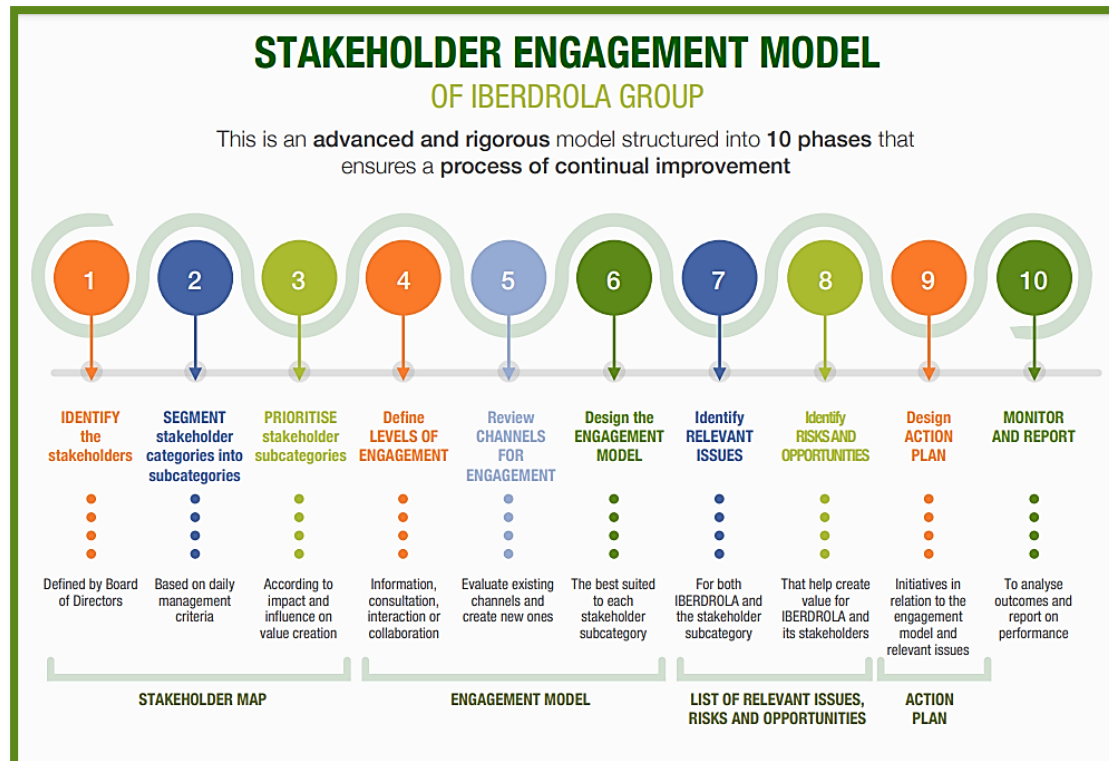 STAKEHOLDER ENGAGEMENT MODEL
OF IBERDROLA GROUP
This is an advanced and rigorous model structured into 10 phases that
ensures a process of continual improvement
1
2
3
4
5
6
7
8
9
10
IDENTIFY
the
stakeholders
SEGMENT
stakeholder
categories into
subcategories
PRIORITISE
stakeholder
subcategories
Define
LEVELS OF
ENGAGEMENT
Review
CHANNELS
FOR
ENGAGEMENT
Design the
ENGAGEMENT
MODEL
Identify
RELEVANT
ISSUES
Identify
RISKS AND
OPPORTUNITIES
Design
ACTION
PLAN
MONITOR
AND REPORT
Defined by Board
of Directors
Based on daily
management
criteria
According to
impact and
influence on
value creation
Information,
consultation,
interaction or
collaboration
Evaluate existing
channels and
create new ones
The best suited
to each
stakeholder
subcategory
For both
IBERDROLA and
the stakeholder
subcategory
That help create
value for
IBERDROLA and
its stakeholders
Initiatives in
relation to the
engagement
model and
relevant issues
To analyse
outcomes and
report on
performance
STAKEHOLDER MAP
ENGAGEMENT MODEL
LIST OF RELEVANT ISSUES,
RISKS AND OPPORTUNITIES
ACTION
PLAN